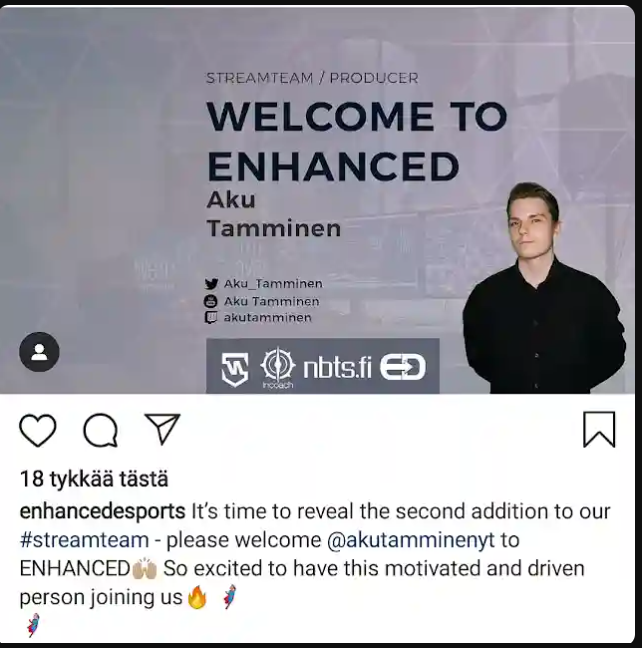 STREAMTEAM / PRODUCER
WELCOME TO
ENHANCED
Aku
Tamminen
Aku_Tamminen
Aku Tamminen
akutamminen
incoach
nbts.fi
18 tykkää tästä
enhancedesports It's time to reveal the second addition to our
#streamteam - please welcome @akutamminenyt to
ENHANCED🙌🏼 So excited to have this motivated and driven
person joining us🔥 🦸‍♂️
🦸‍♂️